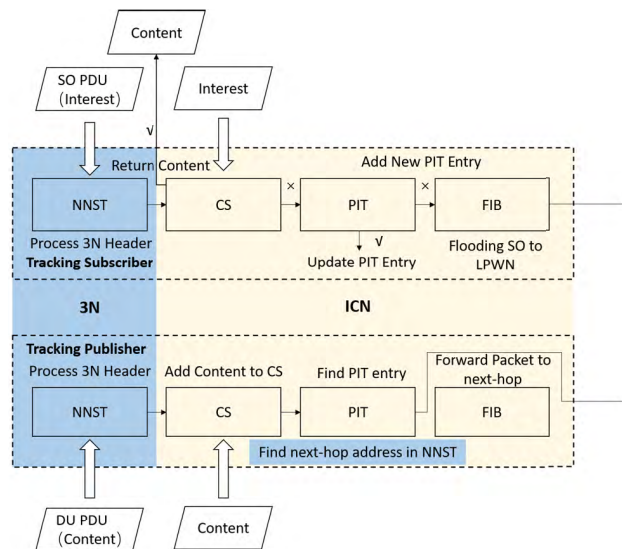 Content
SO PDU
（Interest）
Interest
√
Return Content
Add New PIT Entry
NNST
CS
×
PIT
×
FIB
Process 3N Header
Tracking Subscriber
√
Update PIT Entry
Flooding SO to
LPWN
3N
ICN
Tracking Publisher
Process 3N Header
Add Content to CS
Find PIT entry
Forward Packet to
next-hop
NNST
CS
PIT
FIB
Find next-hop address in NNST
DU PDU
（Content）
Content